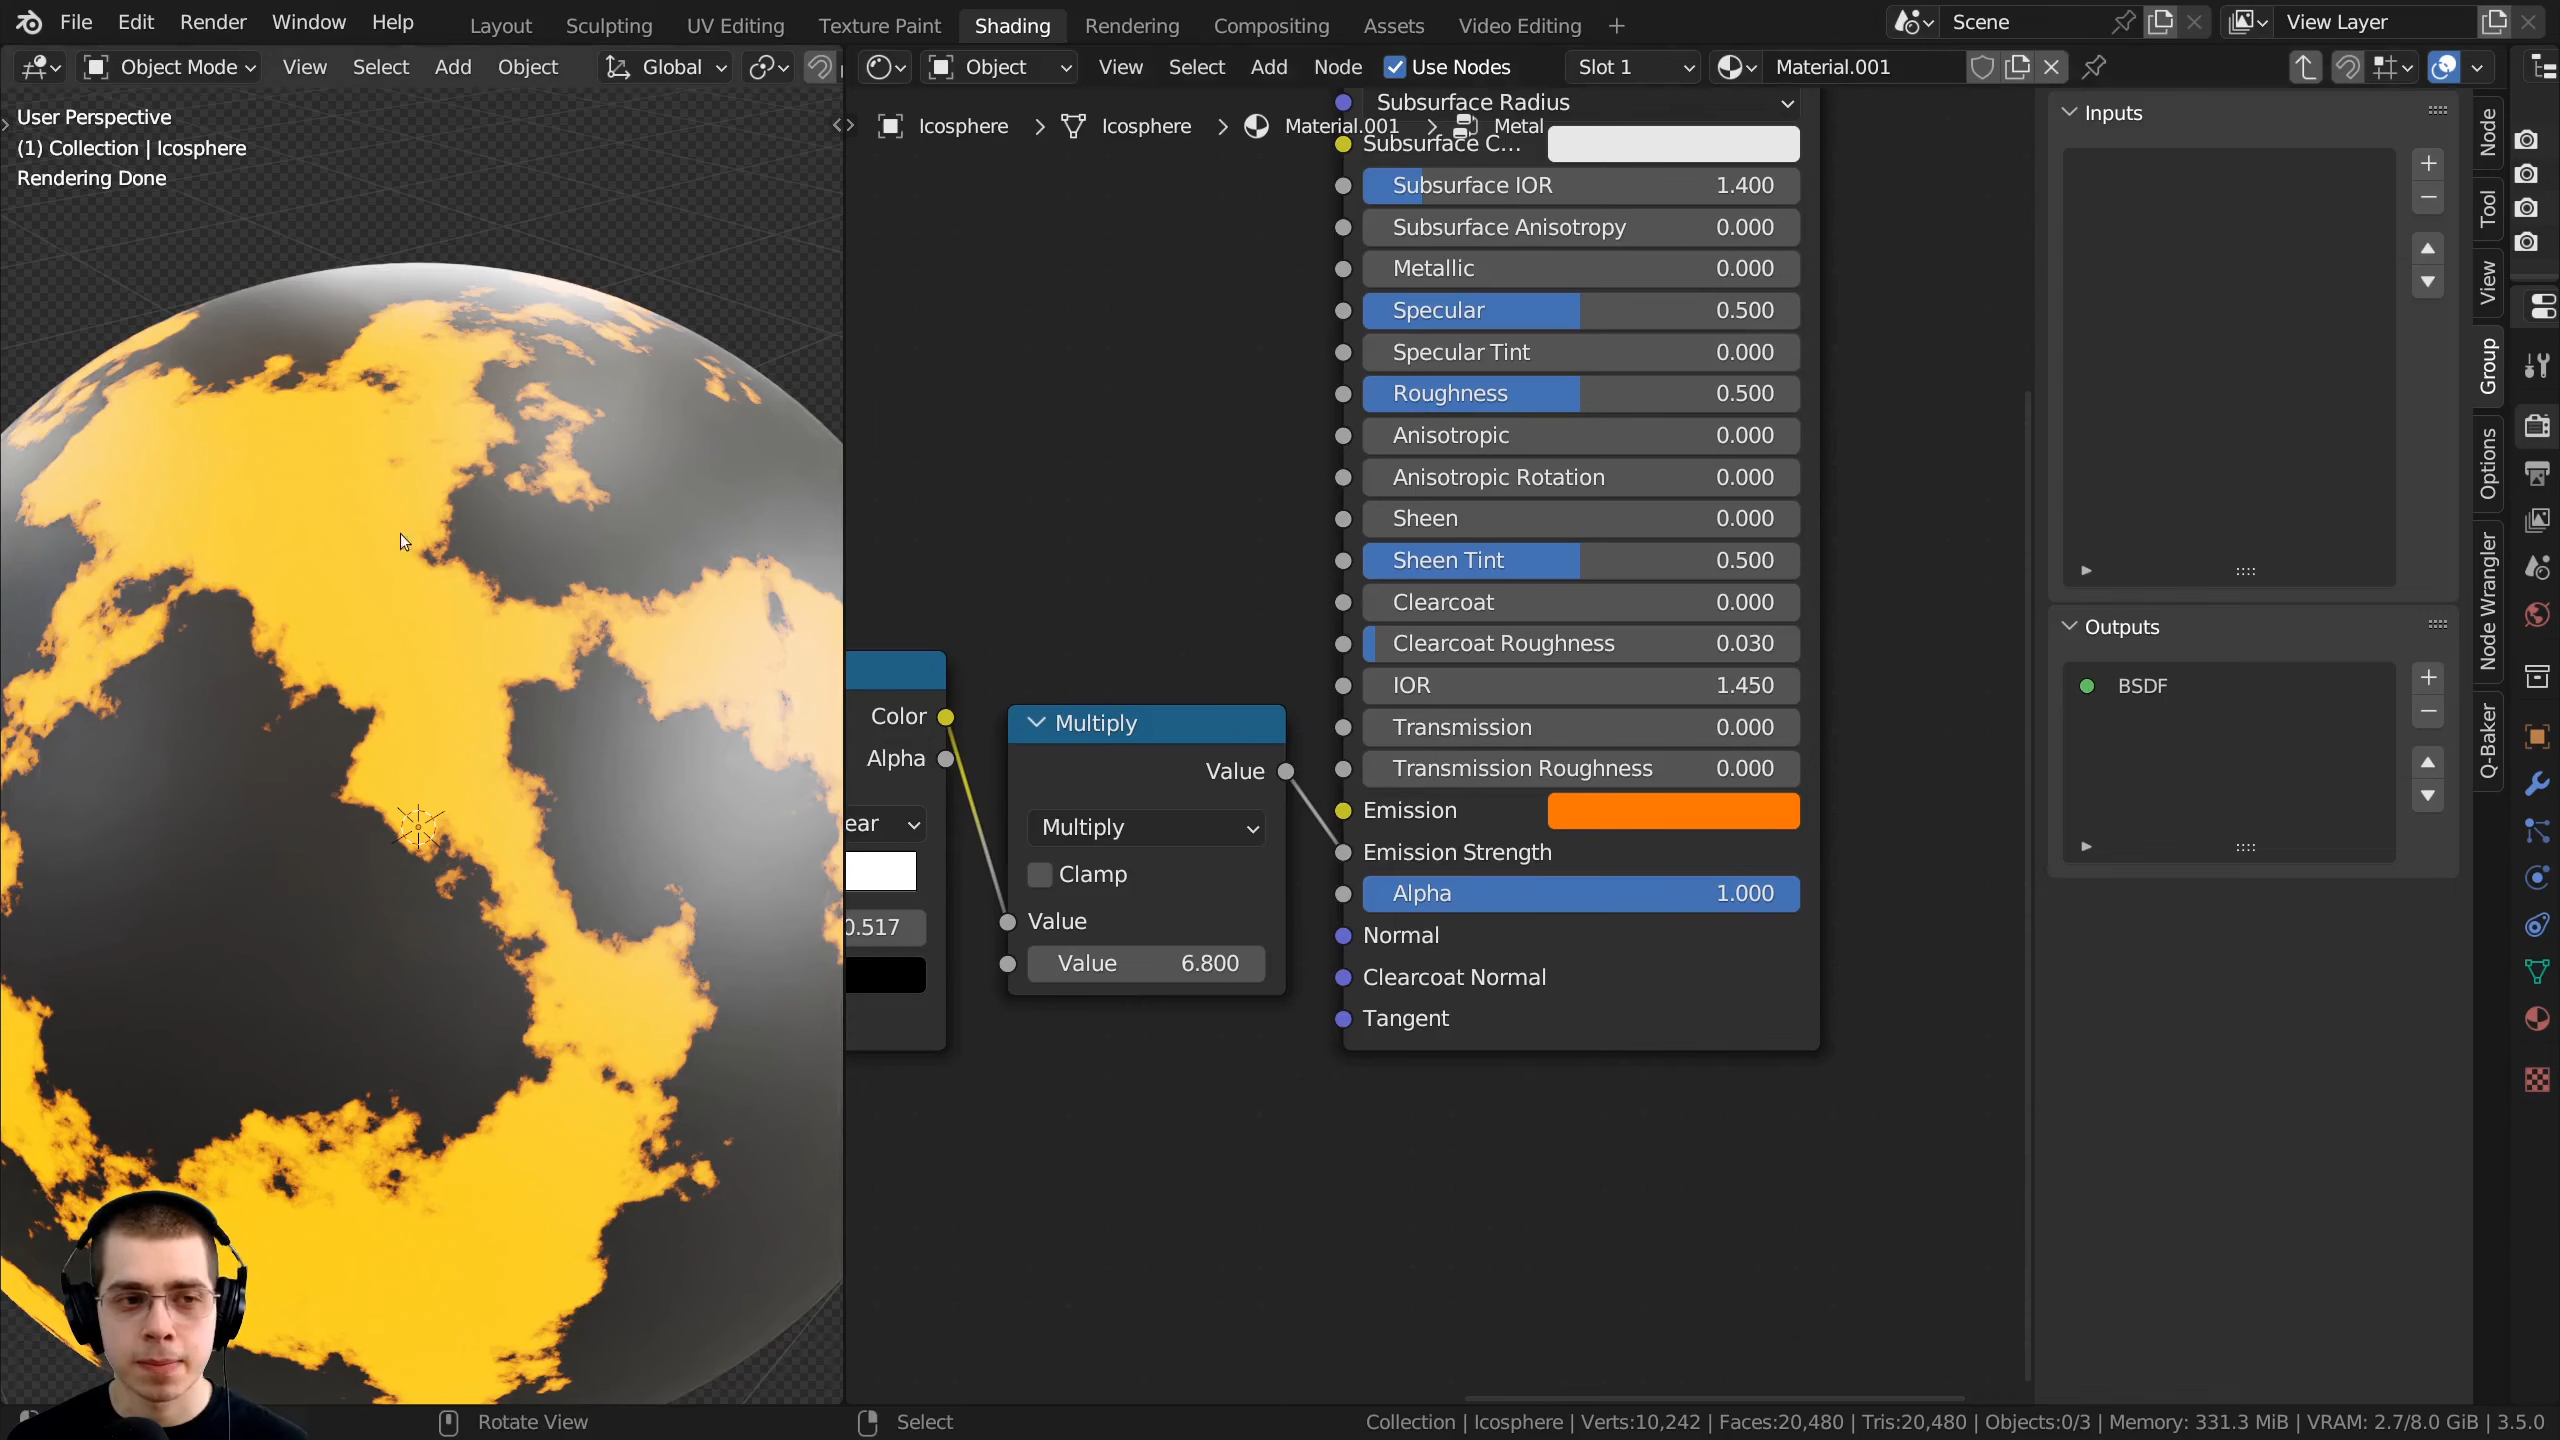 File Edit Render Window Help Layout Sculpting UV Editing Texture Paint Shading Rendering Compositing Assets Video Editing + Scene View Layer
Object Mode View Select Add Object Global Object View Select Add Node Use Nodes Slot 1 Material.001
User Perspective
(1) Collection | Icosphere
Rendering Done
Icosphere > Icosphere > Material.001 > Metal
Subsurface Radius
Subsurface C...
Subsurface IOR 1.400
Subsurface Anisotropy 0.000
Metallic 0.000
Specular 0.500
Specular Tint 0.000
Roughness 0.500
Anisotropic 0.000
Anisotropic Rotation 0.000
Sheen 0.000
Sheen Tint 0.500
Clearcoat 0.000
Clearcoat Roughness 0.030
IOR 1.450
Transmission 0.000
Transmission Roughness 0.000
Emission
Emission Strength
Alpha 1.000
Normal
Clearcoat Normal
Tangent
Color
Alpha
ear
0.517
Multiply
Value
Multiply
Clamp
Value
Value 6.800
Inputs
Outputs
BSDF
Node
Tool
View
Group
Options
Node Wrangler
Q-Baker
Rotate View
Select
Collection | Icosphere | Verts:10,242 | Faces:20,480 | Tris:20,480 | Objects:0/3 | Memory: 331.3 MiB | VRAM: 2.7/8.0 GiB | 3.5.0